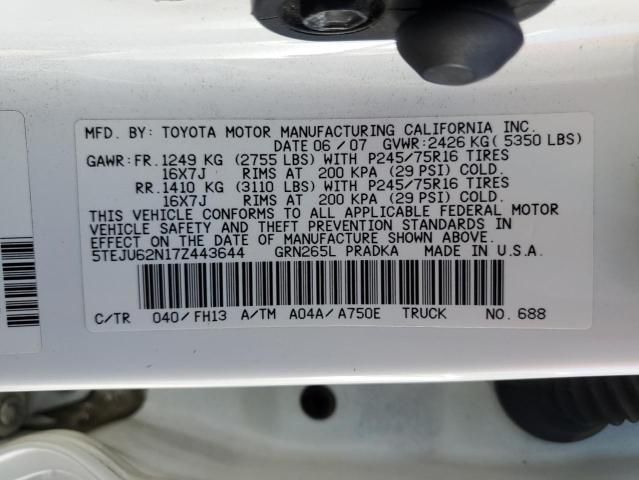 MFD. BY: TOYOTA MOTOR MANUFACTURING CALIFORNIA INC.
DATE 06 / 07 GVWR: 2426 KG( 5350 LBS)
GAWR: FR. 1249 KG (2755 LBS) WITH P245/75R16 TIRES
16X7J RIMS AT 200 KPA (29 PSI) COLD.
RR. 1410 KG (3110 LBS) WITH P245/75R16 TIRES
16X7J RIMS AT 200 KPA (29 PSI) COLD.
THIS VEHICLE CONFORMS TO ALL APPLICABLE FEDERAL MOTOR
VEHICLE SAFETY AND THEFT PREVENTION STANDARDS IN
EFFECT ON THE DATE OF MANUFACTURE SHOWN ABOVE.
5TEJU62N17Z443644 GRN265L PRADKA MADE IN U.S.A.
C/TR 040/FH13 A/TM A04A/A750E TRUCK NO. 688